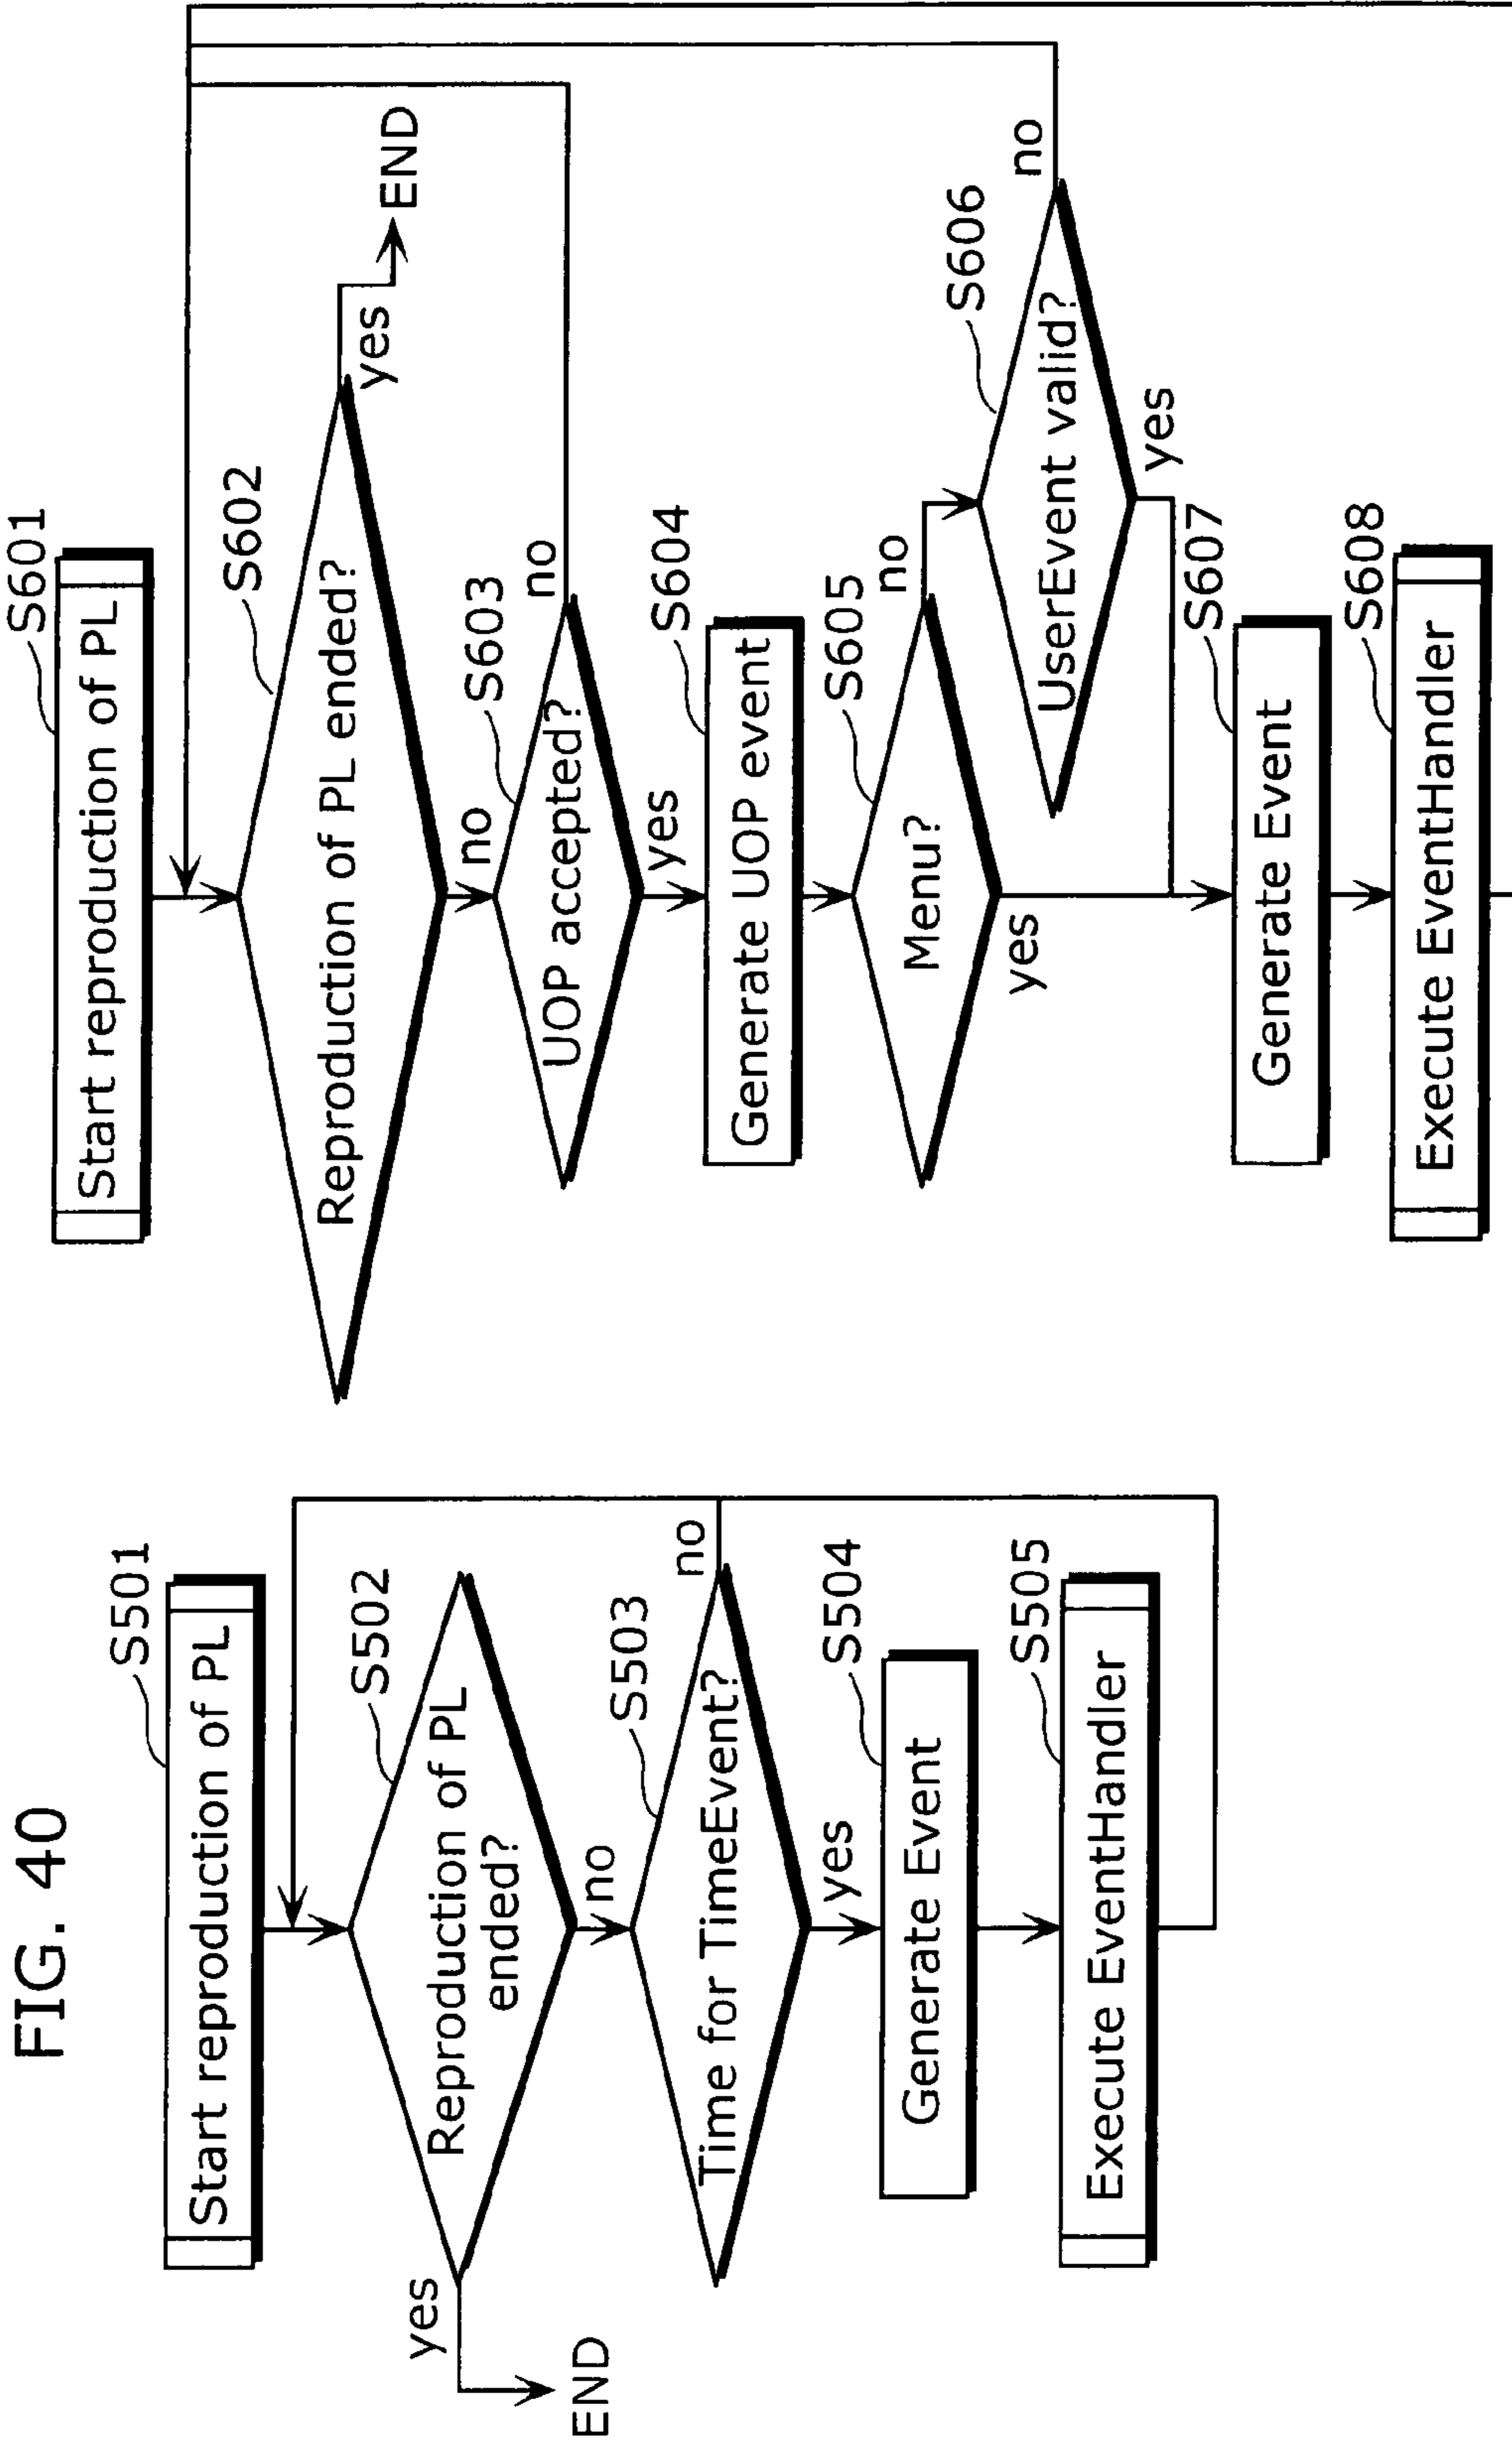 FIG. 40
S501
Start reproduction of PL
S502
Reproduction of PL
ended?
yes
END
no
S503
Time for TimeEvent?
no
yes
S504
Generate Event
S505
Execute EventHandler
S601
Start reproduction of PL
S602
Reproduction of PL ended?
yes
END
no
S603
UOP accepted?
no
yes
S604
Generate UOP event
S605
Menu?
no
yes
S606
UserEvent valid?
no
yes
S607
Generate Event
S608
Execute EventHandler